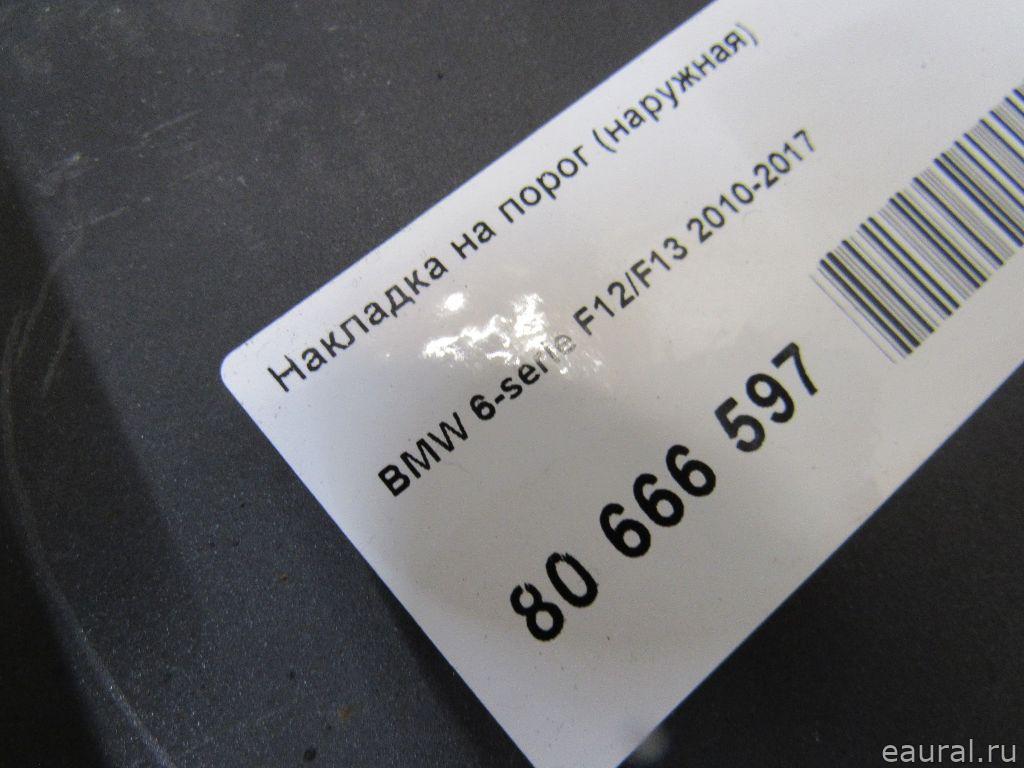 Накладка на порог (наружная)
BMW 6-serie F12/F13 2010-2017
80 666 597
eaural.ru